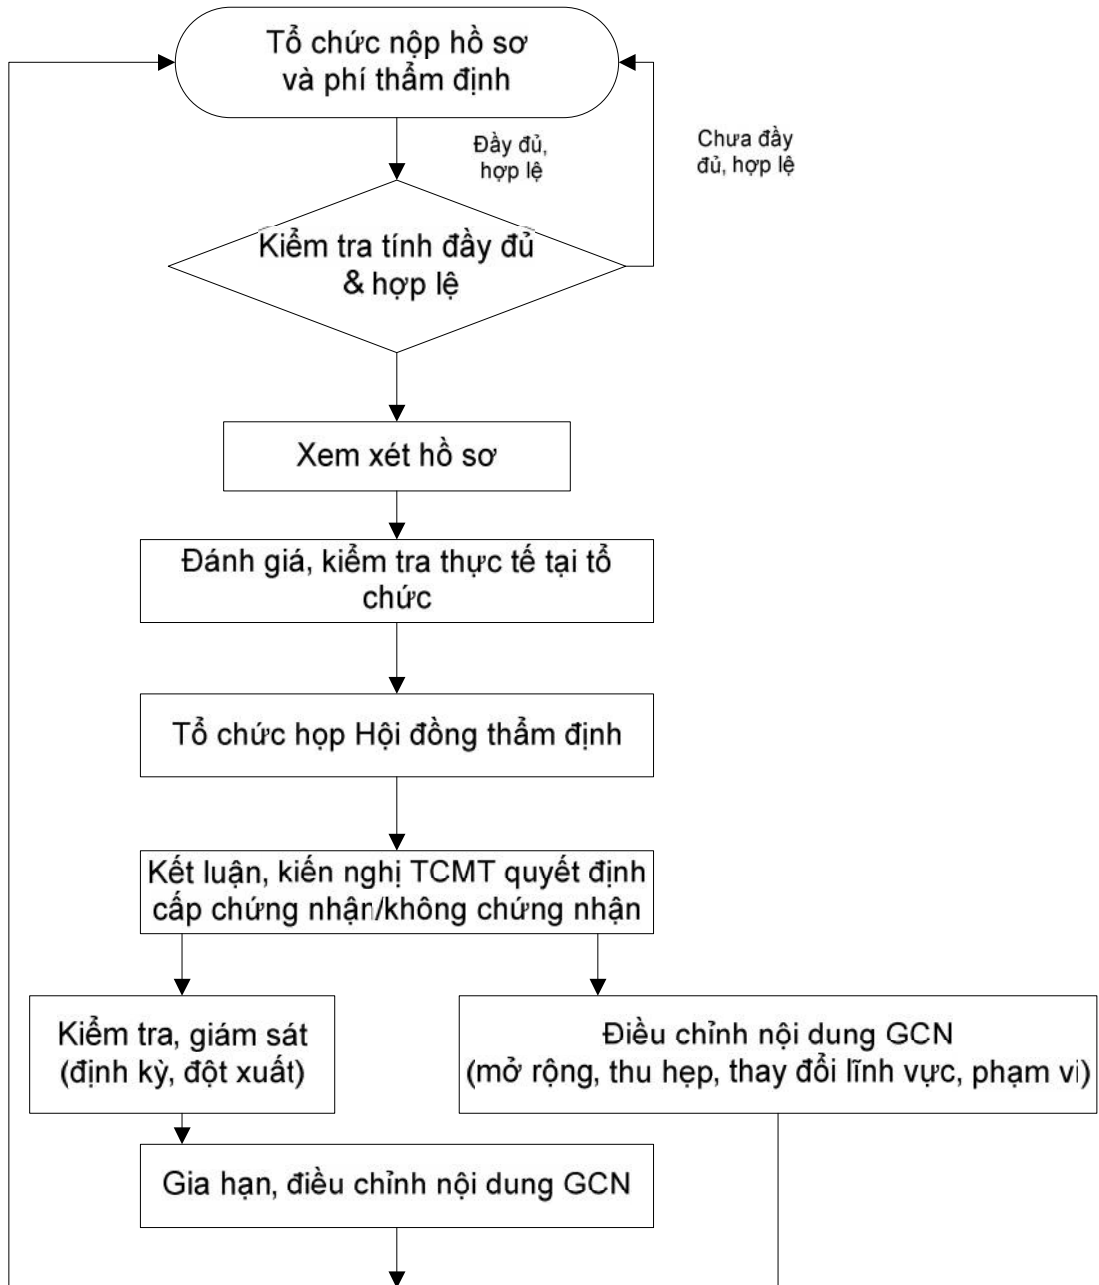 Tổ chức nộp hồ sơ
và phí thẩm định
Đầy đủ,
hợp lệ
Chưa đầy
đủ, hợp lệ
Kiểm tra tính đầy đủ
& hợp lệ
Xem xét hồ sơ
Đánh giá, kiểm tra thực tế tại tổ
chức
Tổ chức họp Hội đồng thẩm định
Kết luận, kiến nghị TCMT quyết định
cấp chứng nhận/không chứng nhận
Kiểm tra, giám sát
(định kỳ, đột xuất)
Điều chỉnh nội dung GCN
(mở rộng, thu hẹp, thay đổi lĩnh vực, phạm vi)
Gia hạn, điều chỉnh nội dung GCN